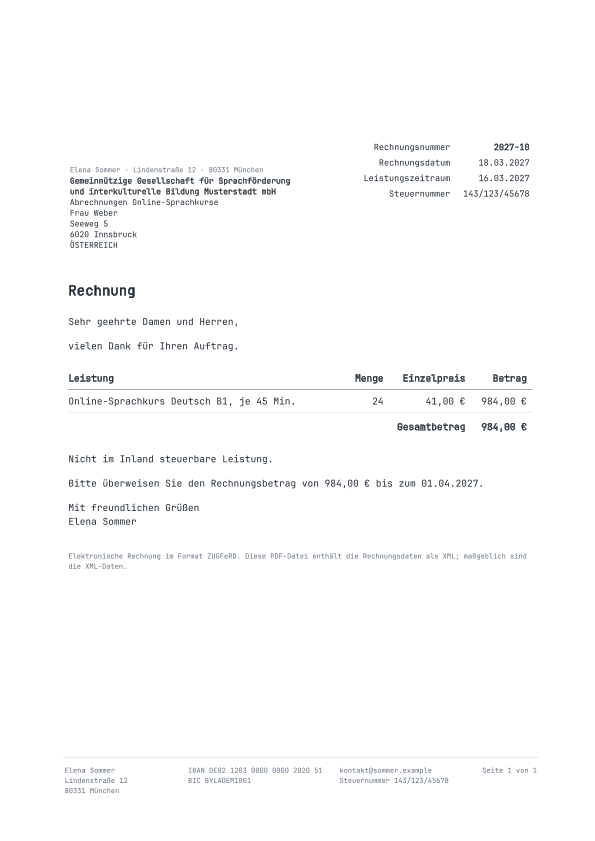 Rechnungsnummer 2027-10
Rechnungsdatum 18.03.2027
Leistungszeitraum 16.03.2027
Steuernummer 143/123/45678
Elena Sommer · Lindenstraße 12 · 80331 München
Gemeinnützige Gesellschaft für Sprachförderung
und interkulturelle Bildung Musterstadt mbH
Abrechnungen Online-Sprachkurse
Frau Weber
Seeweg 5
6020 Innsbruck
ÖSTERREICH
Rechnung
Sehr geehrte Damen und Herren,
vielen Dank für Ihren Auftrag.
Leistung Menge Einzelpreis Betrag
Online-Sprachkurs Deutsch B1, je 45 Min. 24 41,00 € 984,00 €
Gesamtbetrag 984,00 €
Nicht im Inland steuerbare Leistung.
Bitte überweisen Sie den Rechnungsbetrag von 984,00 € bis zum 01.04.2027.
Mit freundlichen Grüßen
Elena Sommer
Elektronische Rechnung im Format ZUGFeRD. Diese PDF-Datei enthält die Rechnungsdaten als XML; maßgeblich sind
die XML-Daten.
Elena Sommer
Lindenstraße 12
80331 München
IBAN DE02 1203 0000 0000 2020 51
BIC BYLADEM1001
kontakt@sommer.example
Steuernummer 143/123/45678
Seite 1 von 1